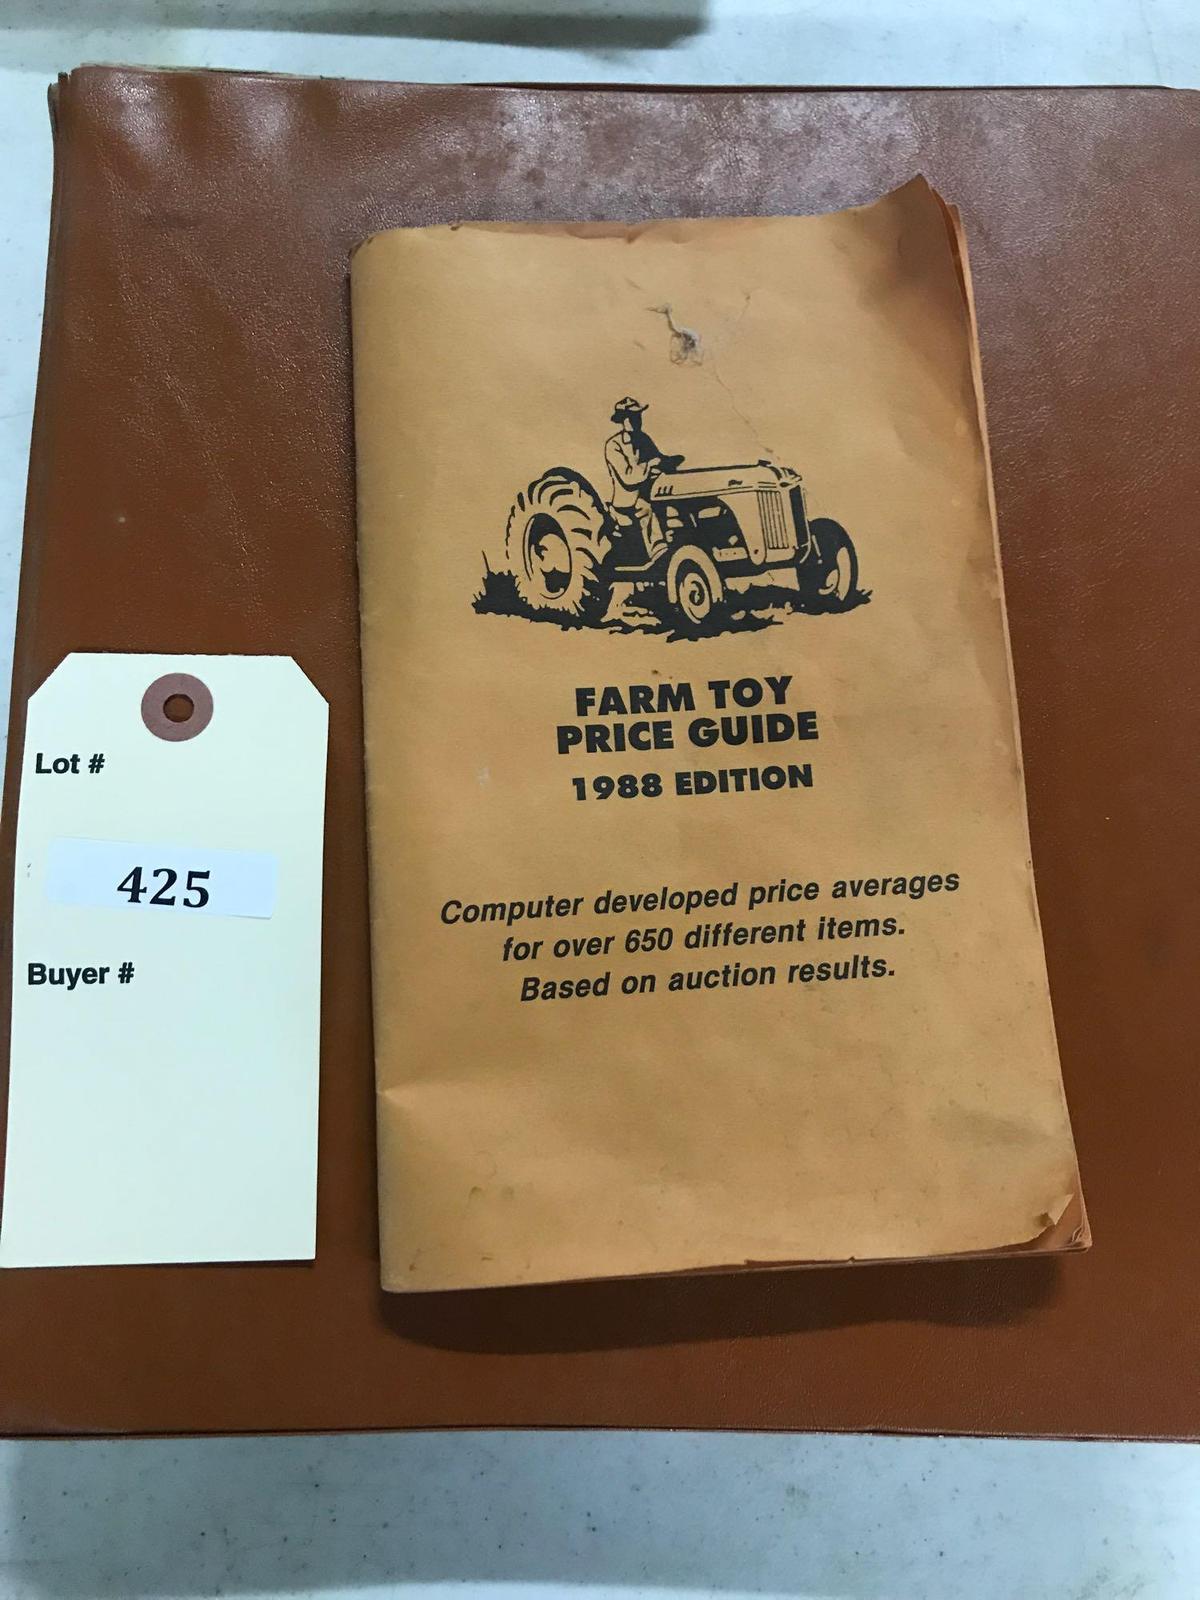 Lot #
425
Buyer #
FARM TOY
PRICE GUIDE
1988 EDITION
Computer developed price averages
for over 650 different items.
Based on auction results.